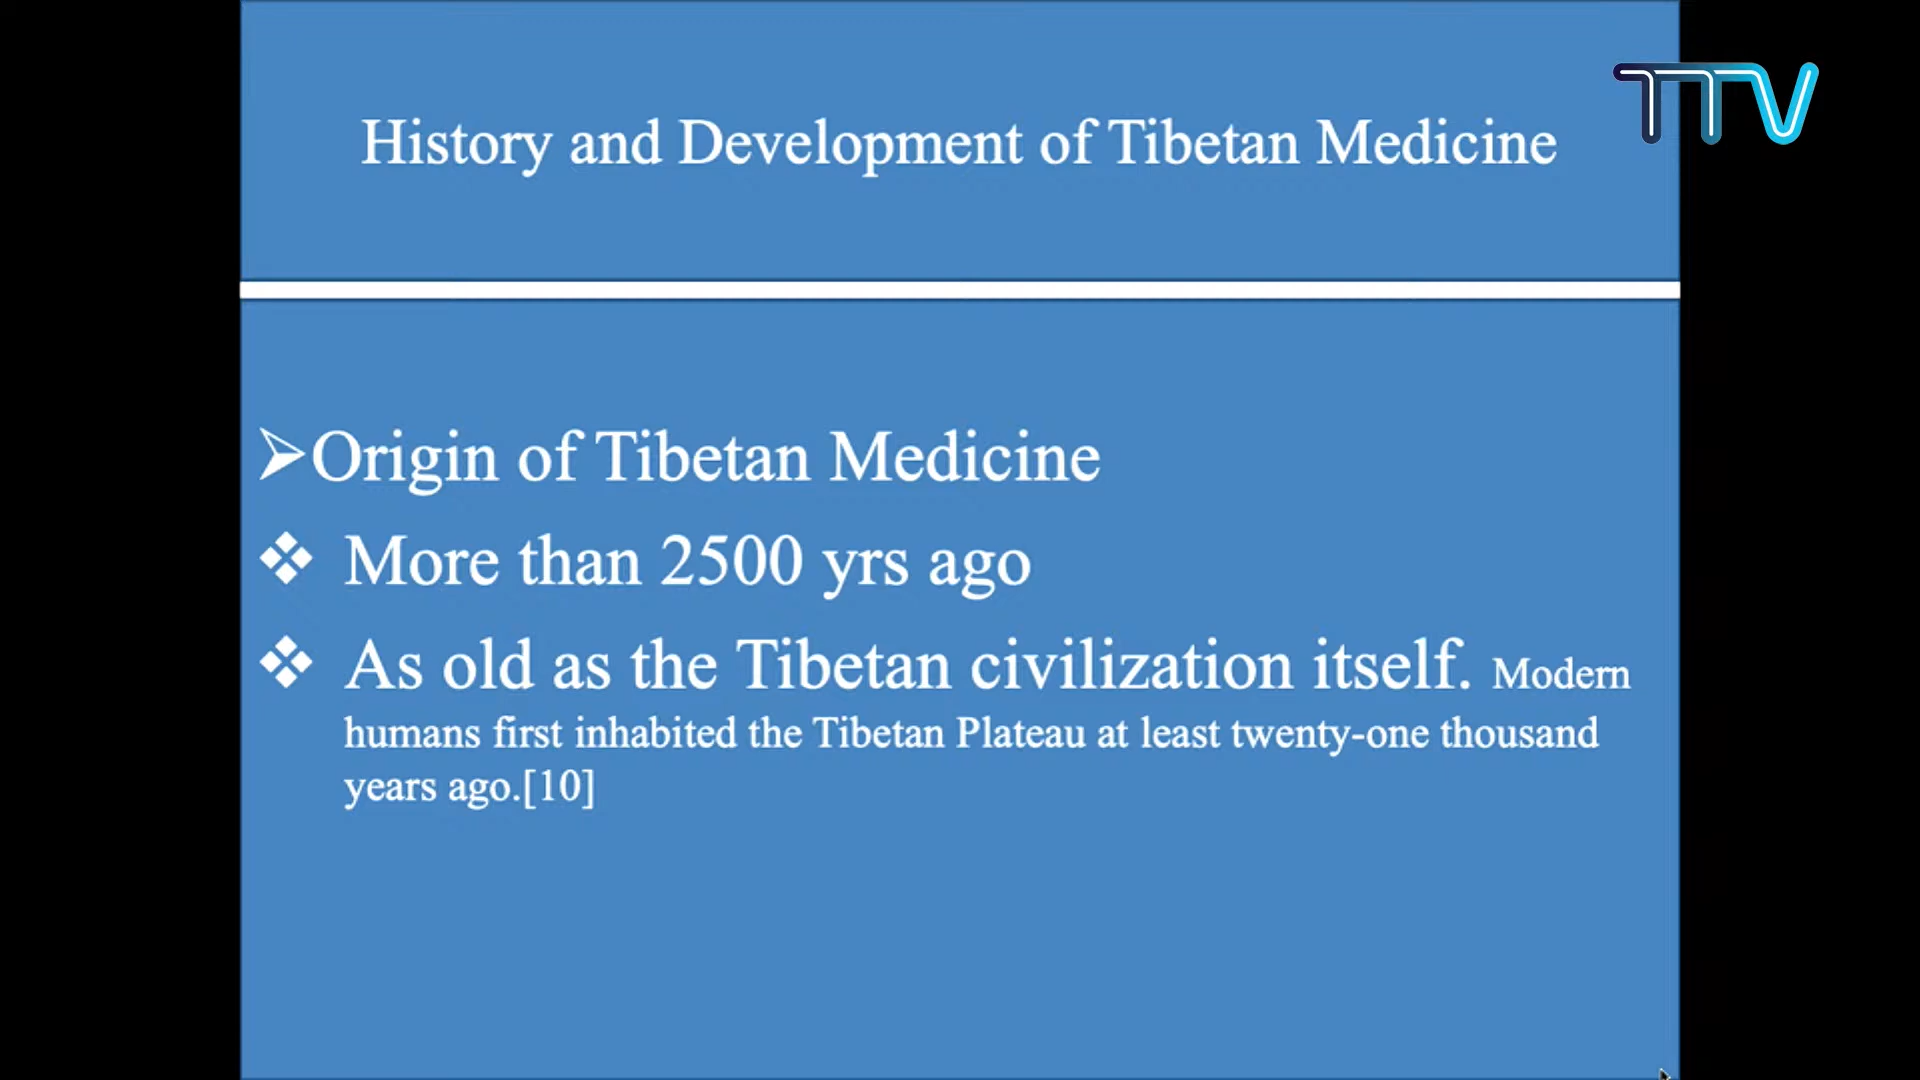 TTV
History and Development of Tibetan Medicine
➢Origin of Tibetan Medicine
❖ More than 2500 yrs ago
❖ As old as the Tibetan civilization itself. Modern
humans first inhabited the Tibetan Plateau at least twenty-one thousand
years ago.[10]